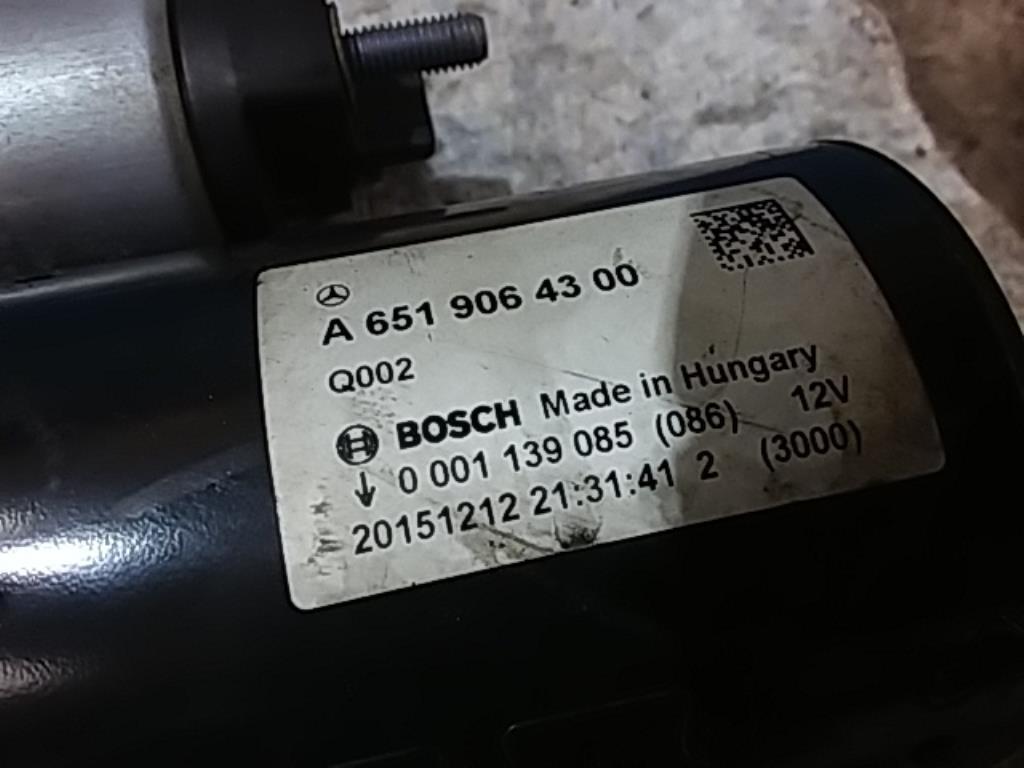 A 651 906 43 00
Q002
BOSCH Made in Hungary
0 001 139 085 (086) 12V
20151212 21:31:41 2 (3000)